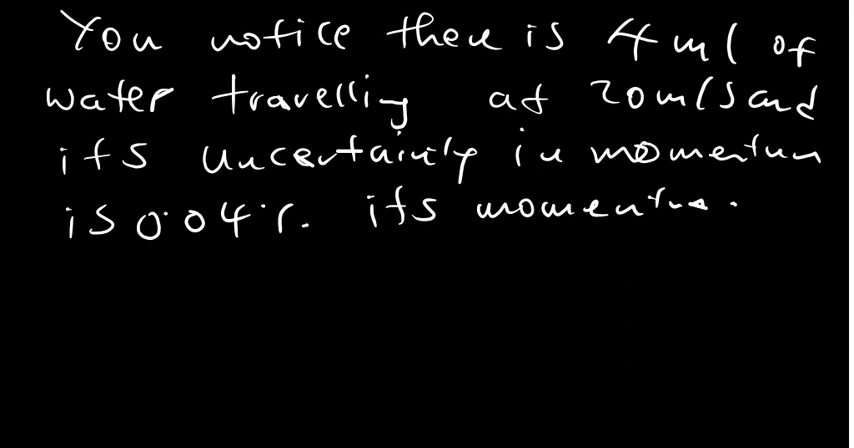 You notice there is 4ml of
water travelling at 20m/s and
its uncertainty in momentum
is 0.04%. its momentum.